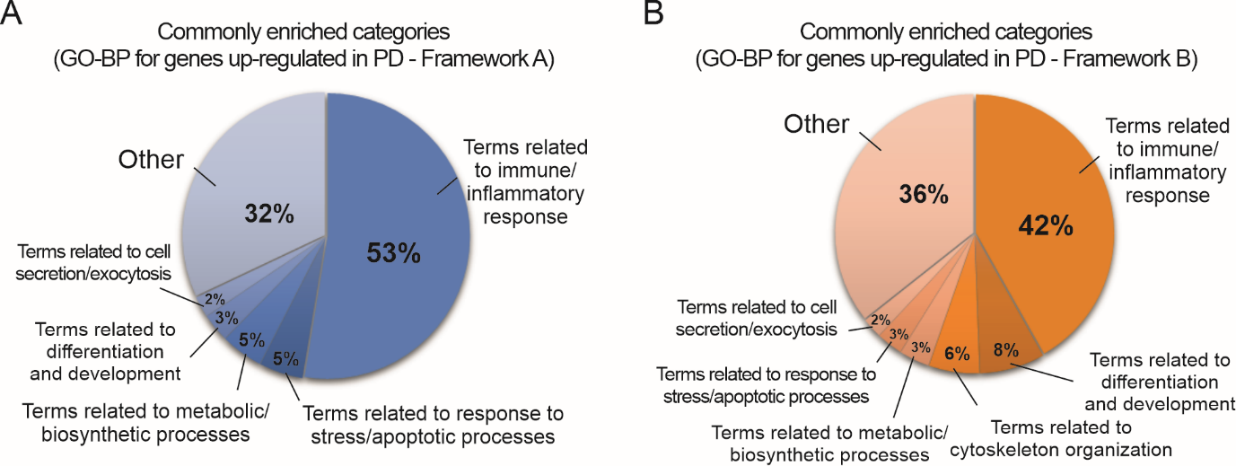 A
Commonly enriched categories
(GO-BP for genes up-regulated in PD - Framework A)
Other
Terms related
to immune/
inflammatory
response
32%
53%
Terms related to cell
secretion/exocytosis
2%
3%
5%
5%
Terms related to
differentiation
and development
Terms related to metabolic/
biosynthetic processes
Terms related to response to
stress/apoptotic processes
B
Commonly enriched categories
(GO-BP for genes up-regulated in PD - Framework B)
Other
Terms related
to immune/
inflammatory
response
36%
42%
Terms related to cell
secretion/exocytosis
2%
3%
3%
6%
8%
Terms related to response to
stress/apoptotic processes
Terms related to metabolic/
biosynthetic processes
Terms related to
cytoskeleton organization
Terms related to
differentiation
and development